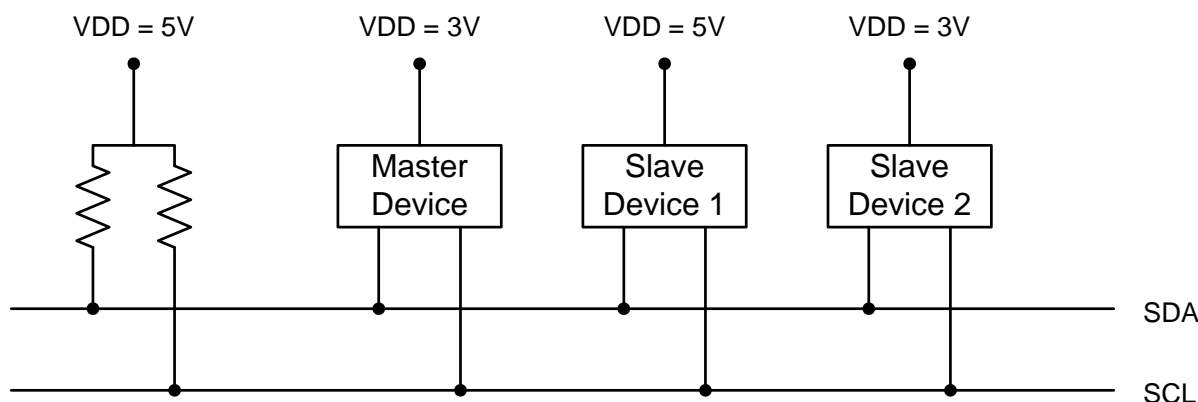 VDD = 5V
VDD = 3V
VDD = 5V
VDD = 3V
Master
Device
Slave
Device 1
Slave
Device 2
SDA
SCL